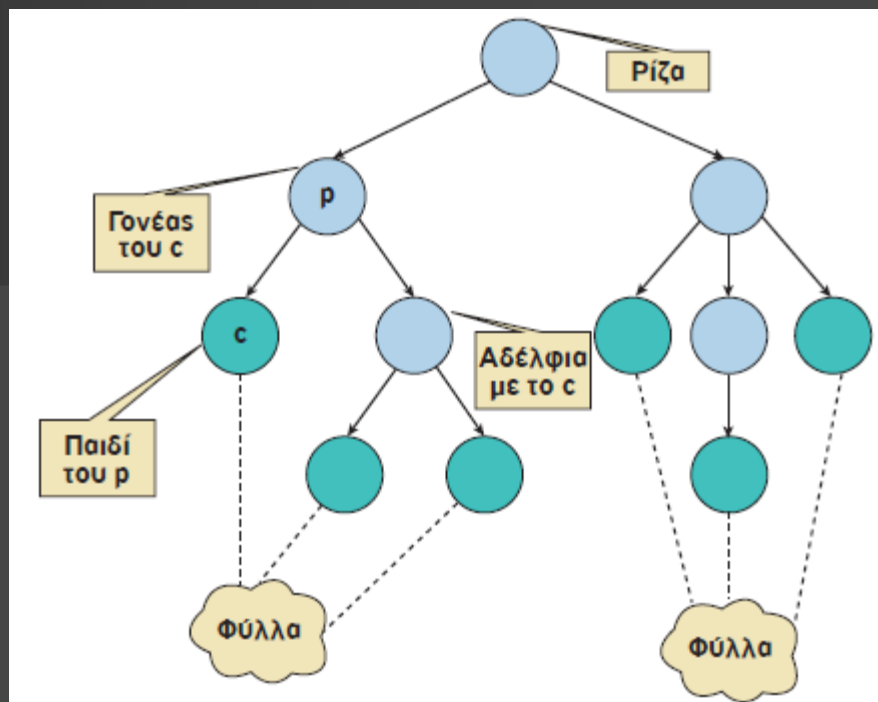 Ρίζα
p
Γονέας
του c
c
Αδέλφια
με το c
Παιδί
του p
Φύλλα
Φύλλα